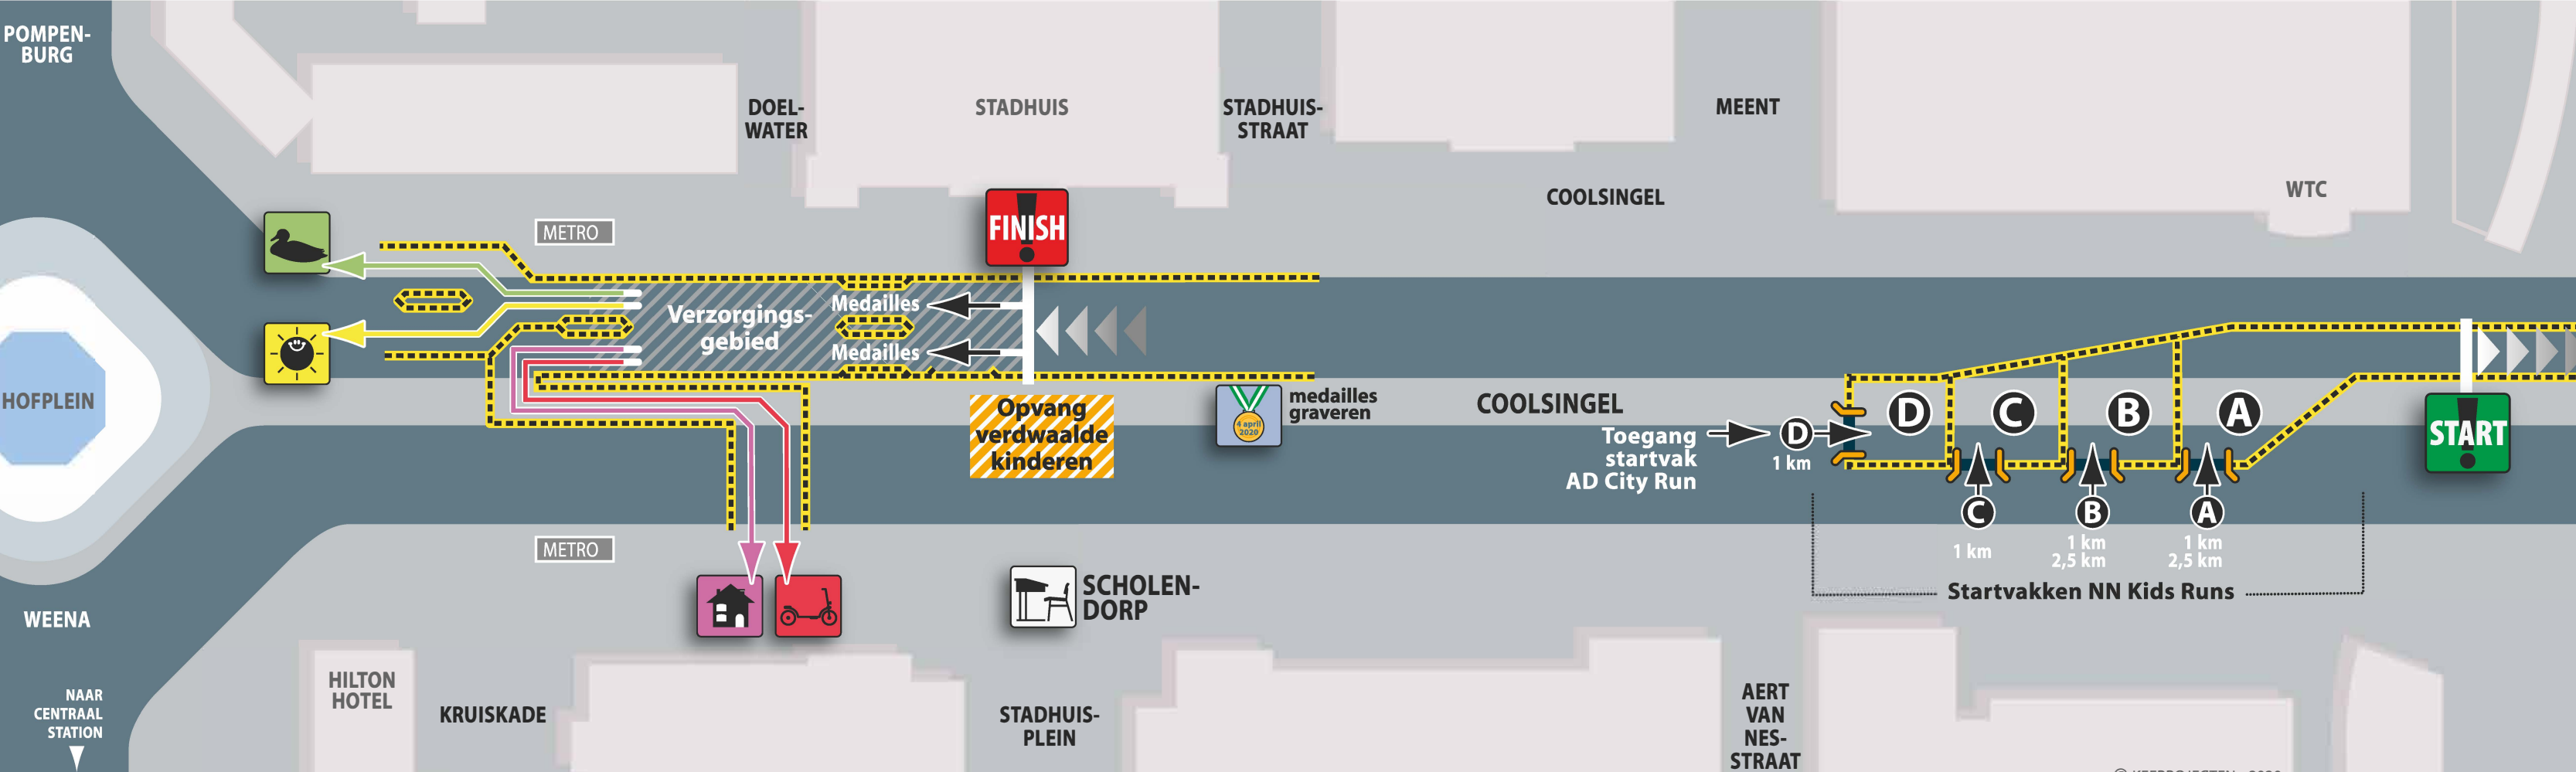 POMPEN-
BURG
DOEL-
WATER
STADHUIS
STADHUIS-
STRAAT
MEENT
WTC
COOLSINGEL
METRO
FINISH
Verzorgings-
gebied
Medailles
Medailles
HOFPLEIN
Opvang
verdwaalde
kinderen
4 april
2020
medailles
graveren
COOLSINGEL
Toegang
startvak
AD City Run
D
1 km
D
C
B
A
START
C
B
A
1 km
1 km
2,5 km
1 km
2,5 km
Startvakken NN Kids Runs
METRO
SCHOLEN-
DORP
WEENA
HILTON
HOTEL
KRUISKADE
STADHUIS-
PLEIN
AERT
VAN
NES-
STRAAT
NAAR
CENTRAAL
STATION